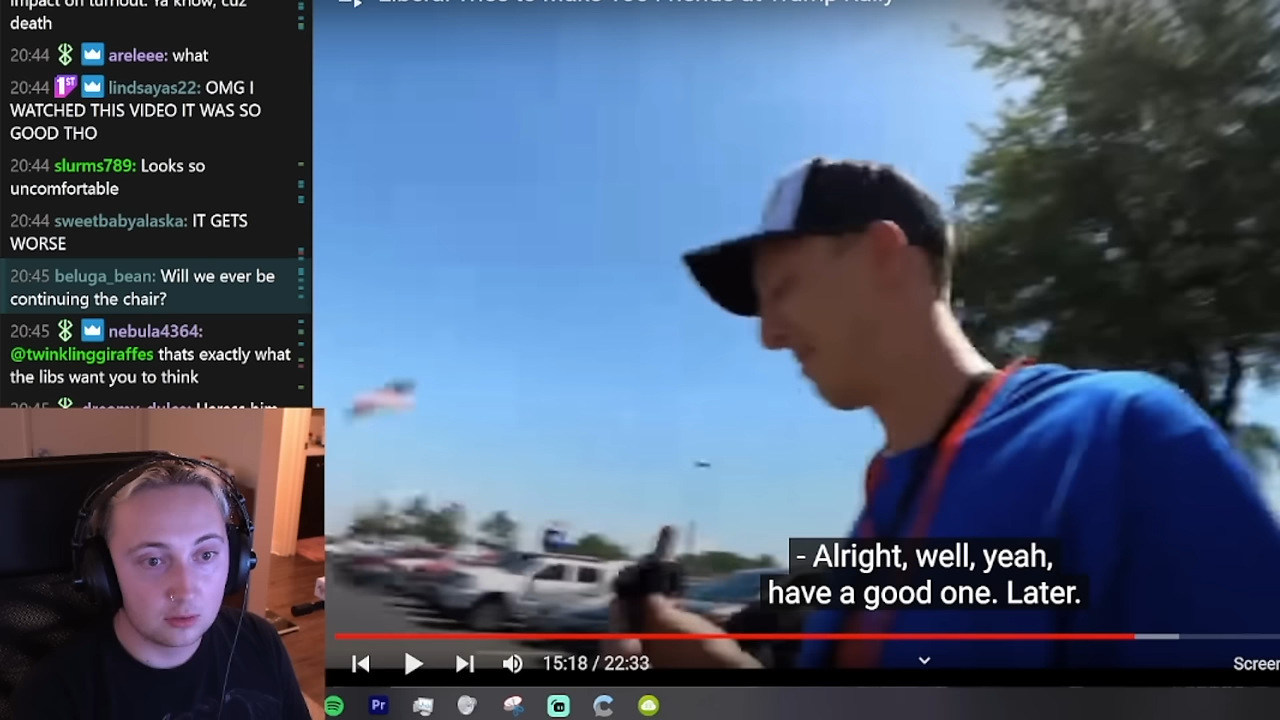 impact on turnout. Ya know, cuz
death
20:44 areleee: what
20:44 1ST lindsayas22: OMG I
WATCHED THIS VIDEO IT WAS SO
GOOD THO
20:44 slurms789: Looks so
uncomfortable
20:44 sweetbabyalaska: IT GETS
WORSE
20:45 beluga_bean: Will we ever be
continuing the chair?
20:45 nebula4364:
@twinklinggiraffes thats exactly what
the libs want you to think
- Alright, well, yeah,
have a good one. Later.
15:18 / 22:33
Screen
Pr